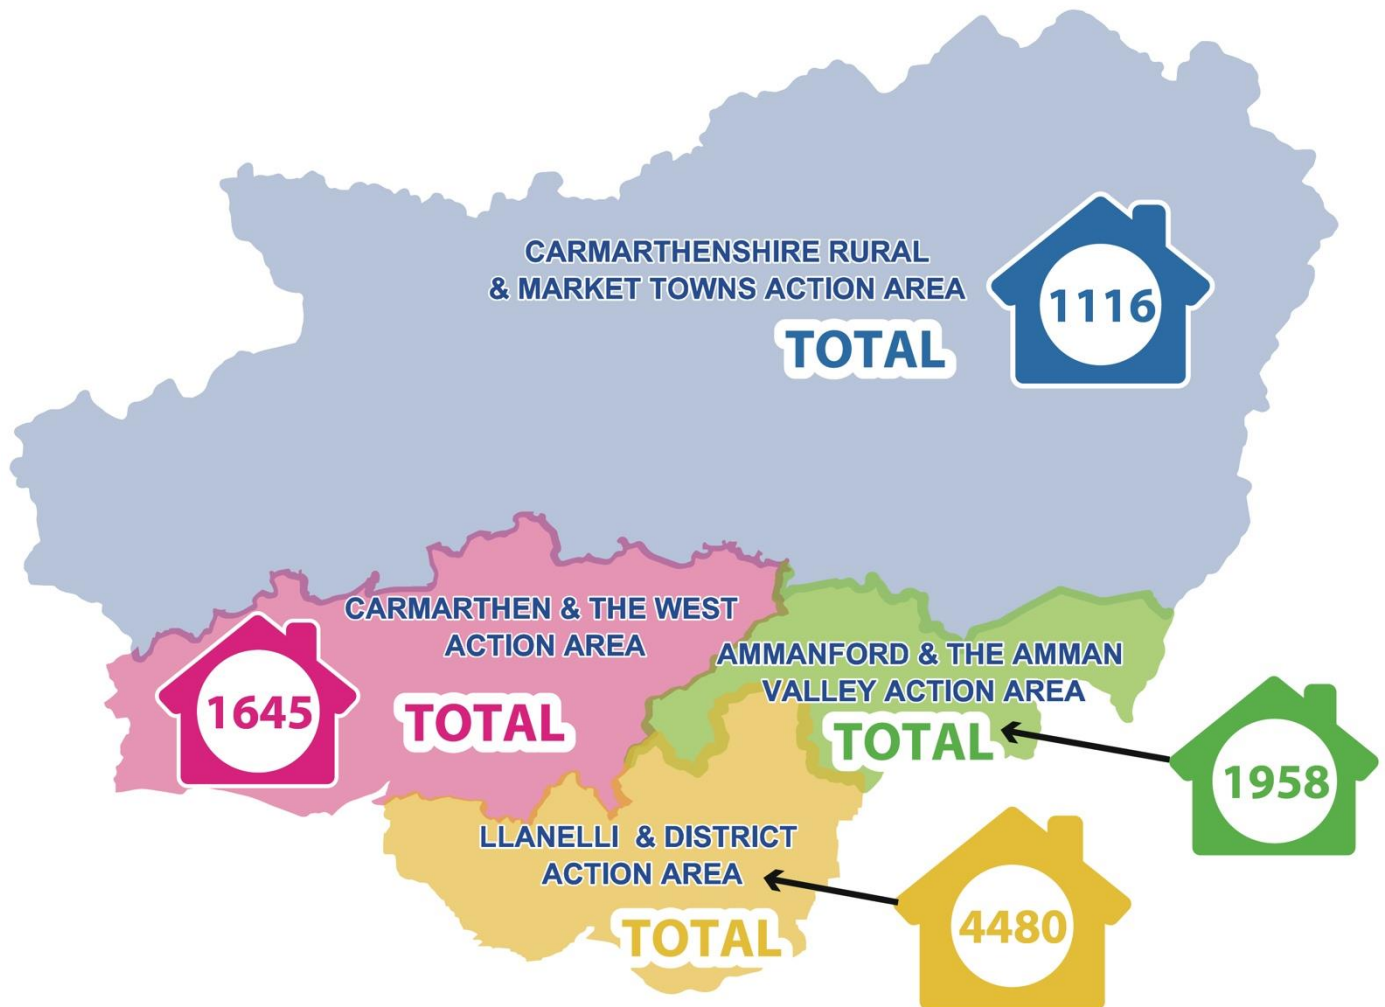 CARMARTHENSHIRE RURAL
& MARKET TOWNS ACTION AREA
TOTAL
1116
CARMARTHEN & THE WEST
ACTION AREA
TOTAL
1645
AMMANFORD & THE AMMAN
VALLEY ACTION AREA
TOTAL
1958
LLANELLI & DISTRICT
ACTION AREA
TOTAL
4480